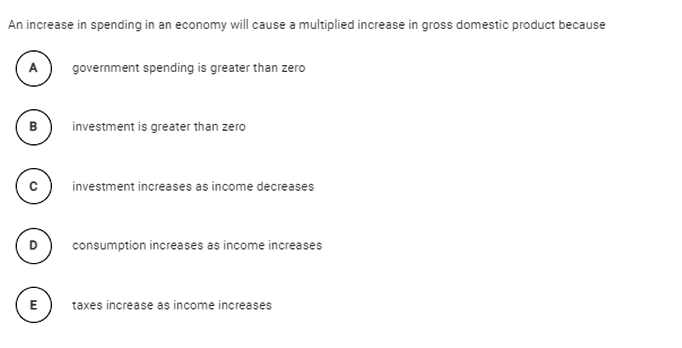 An increase in spending in an economy will cause a multiplied increase in gross domestic product because
A government spending is greater than zero
B investment is greater than zero
C investment increases as income decreases
D consumption increases as income increases
E taxes increase as income increases